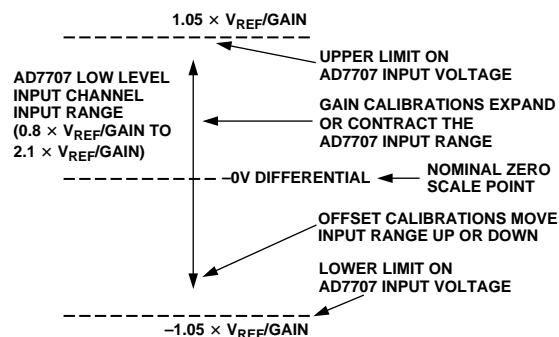 1.05 × VREF/GAIN
UPPER LIMIT ON
AD7707 INPUT VOLTAGE
AD7707 LOW LEVEL
INPUT CHANNEL
INPUT RANGE
(0.8 × VREF/GAIN TO
2.1 × VREF/GAIN)
GAIN CALIBRATIONS EXPAND
OR CONTRACT THE
AD7707 INPUT RANGE
–0V DIFFERENTIAL
NOMINAL ZERO
SCALE POINT
OFFSET CALIBRATIONS MOVE
INPUT RANGE UP OR DOWN
LOWER LIMIT ON
AD7707 INPUT VOLTAGE
–1.05 × VREF/GAIN